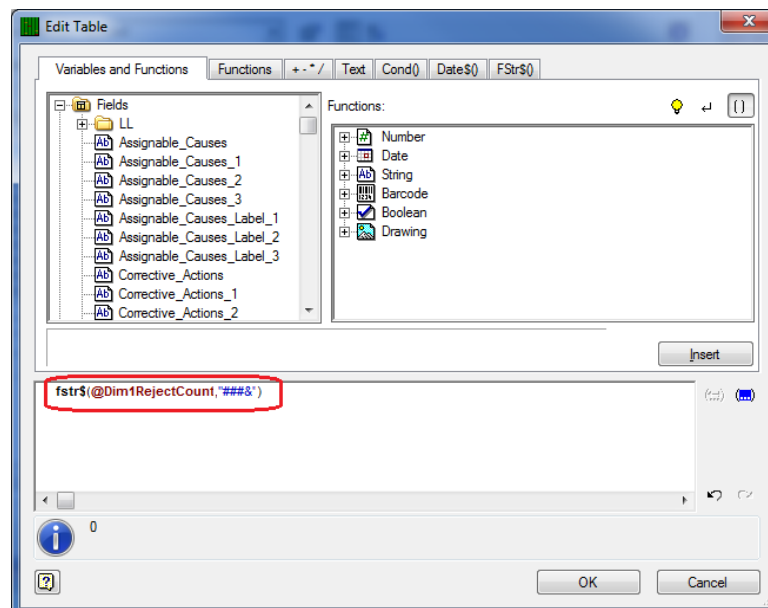 Edit Table
Variables and Functions Functions + - * / Text Cond() Date$() FStr$()
Fields
LL
Assignable_Causes
Assignable_Causes_1
Assignable_Causes_2
Assignable_Causes_3
Assignable_Causes_Label_1
Assignable_Causes_Label_2
Assignable_Causes_Label_3
Corrective_Actions
Corrective_Actions_1
Corrective_Actions_2
Functions:
Number
Date
String
Barcode
Boolean
Drawing
Insert
fstr$(@Dim1RejectCount,"###&")
0
OK Cancel